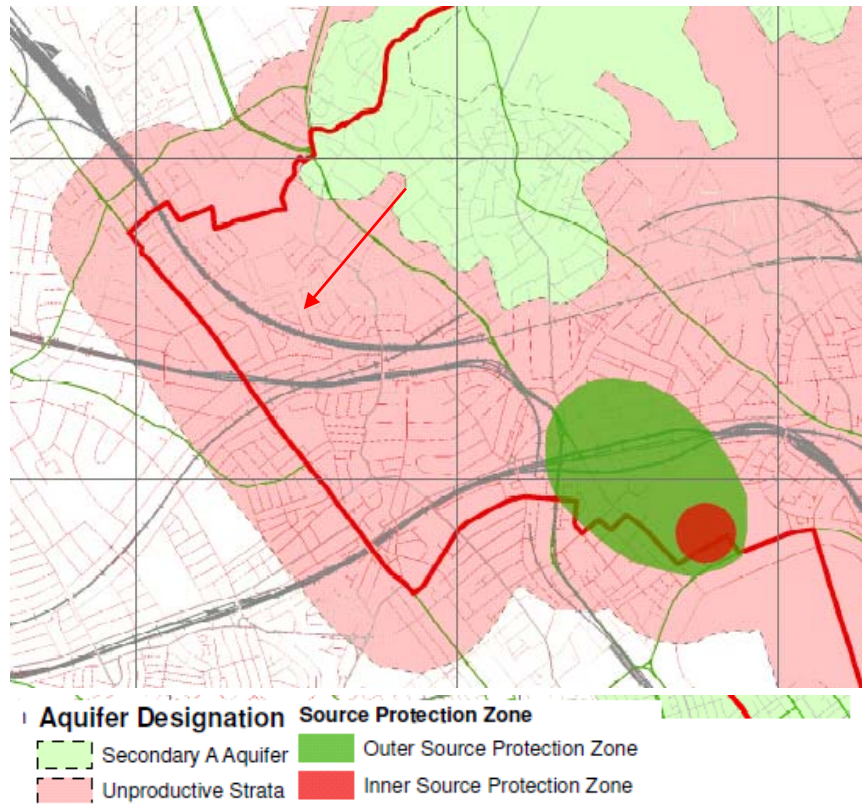 Aquifer Designation Source Protection Zone
Secondary A Aquifer Outer Source Protection Zone
Unproductive Strata Inner Source Protection Zone